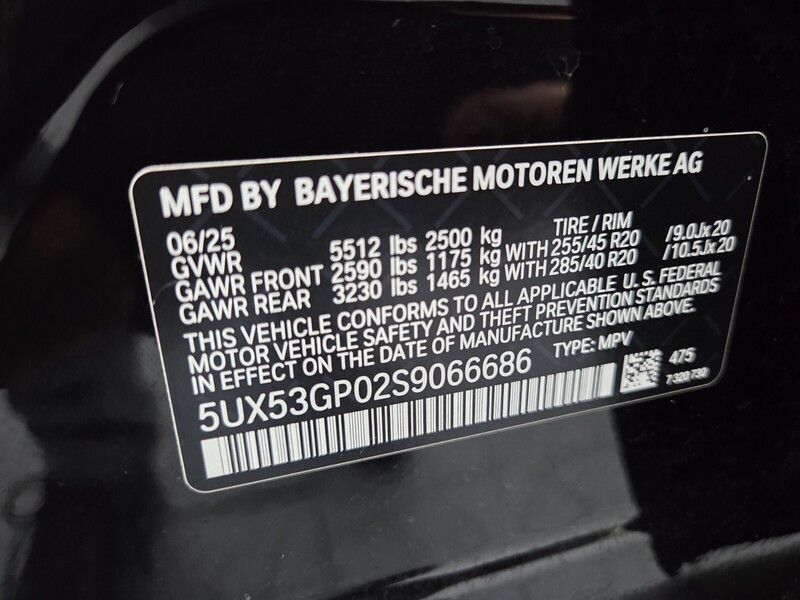 MFD BY BAYERISCHE MOTOREN WERKE AG
06/25 TIRE / RIM
GVWR 5512 lbs 2500 kg
GAWR FRONT 2590 lbs 1175 kg WITH 255/45 R20 /9.0Jx20
GAWR REAR 3230 lbs 1465 kg WITH 285/40 R20 /10.5Jx20
THIS VEHICLE CONFORMS TO ALL APPLICABLE U.S. FEDERAL
MOTOR VEHICLE SAFETY AND THEFT PREVENTION STANDARDS
IN EFFECT ON THE DATE OF MANUFACTURE SHOWN ABOVE.
5UX53GP02S9066686 TYPE: MPV
475
7320730